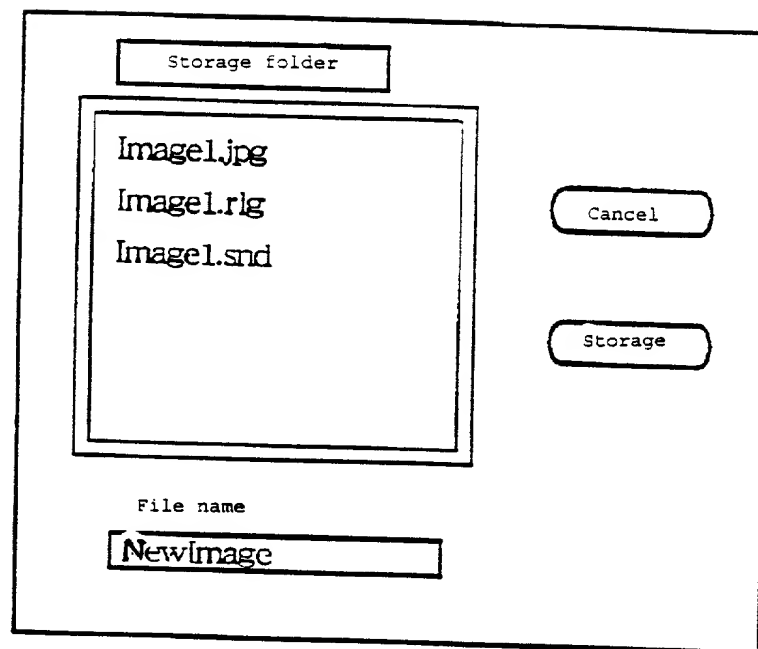 Storage folder
Image1.jpg
Image1.rlg
Image1.snd
Cancel
Storage
File name
NewImage